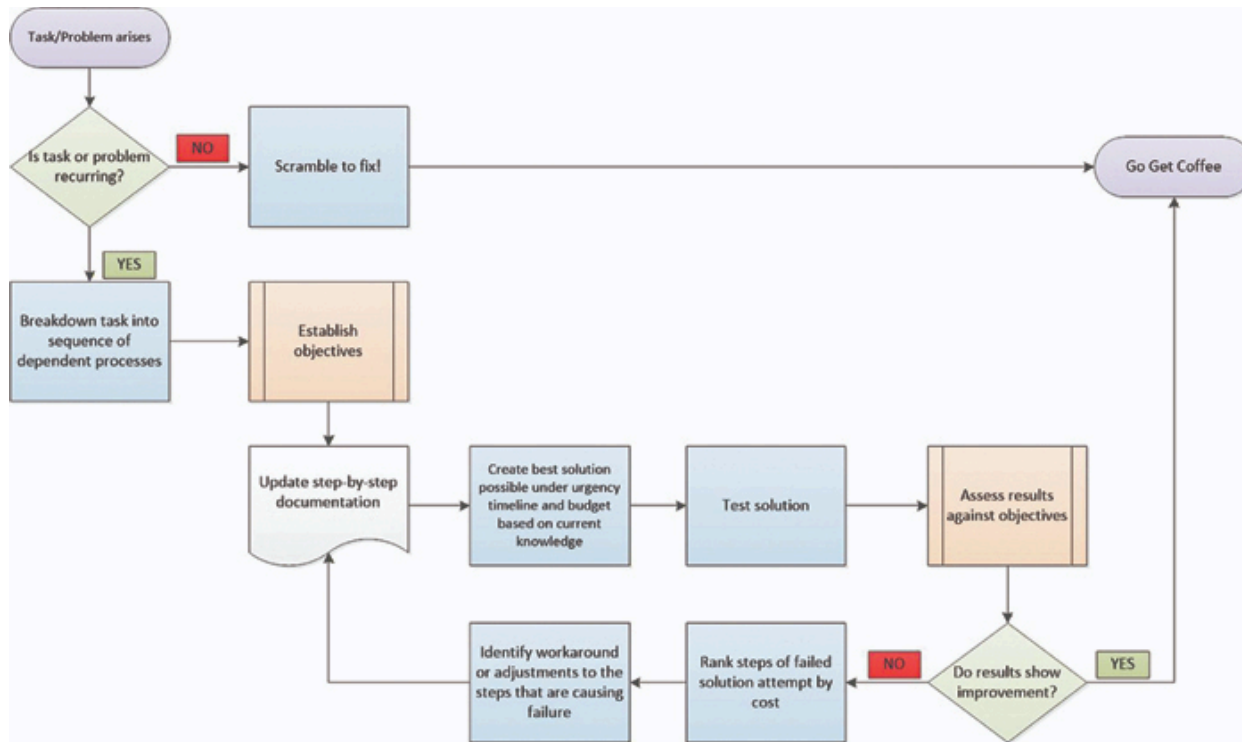 Task/Problem arises
Is task or problem
recurring?
NO
Scramble to fix!
Go Get Coffee
YES
Breakdown task into
sequence of
dependent processes
Establish
objectives
Update step-by-step
documentation
Create best solution
possible under urgency
timeline and budget
based on current
knowledge
Test solution
Assess results
against objectives
Identify workaround
or adjustments to the
steps that are causing
failure
Rank steps of failed
solution attempt by
cost
NO
Do results show
improvement?
YES